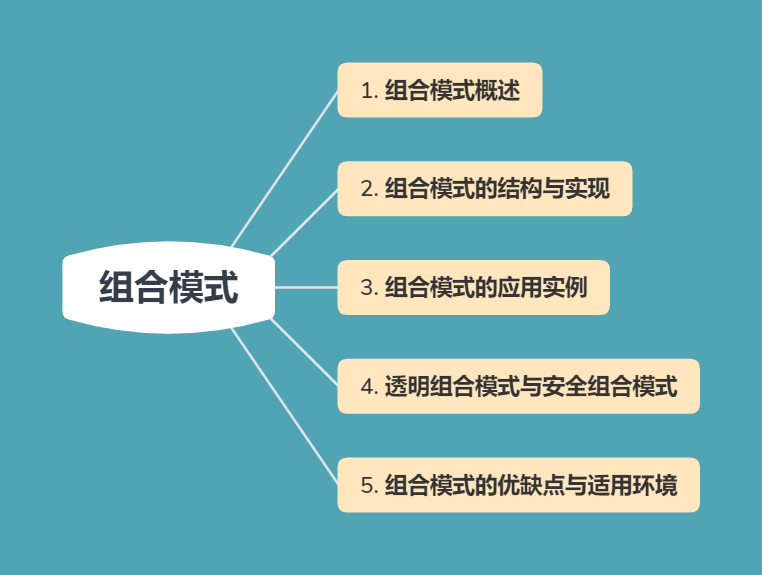 组合模式
1. 组合模式概述
2. 组合模式的结构与实现
3. 组合模式的应用实例
4. 透明组合模式与安全组合模式
5. 组合模式的优缺点与适用环境